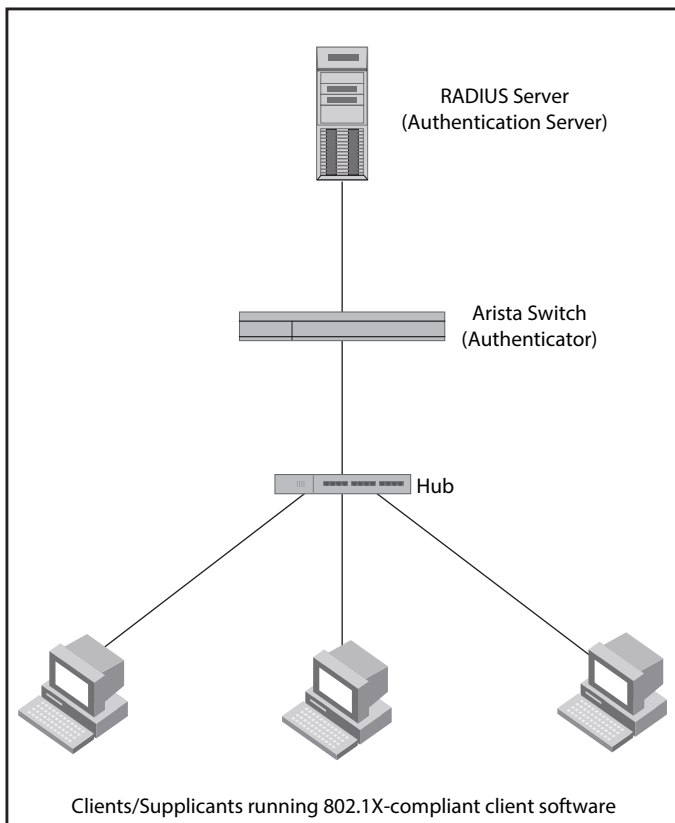 RADIUS Server
(Authentication Server)
Arista Switch
(Authenticator)
Hub
Clients/Supplicants running 802.1X-compliant client software